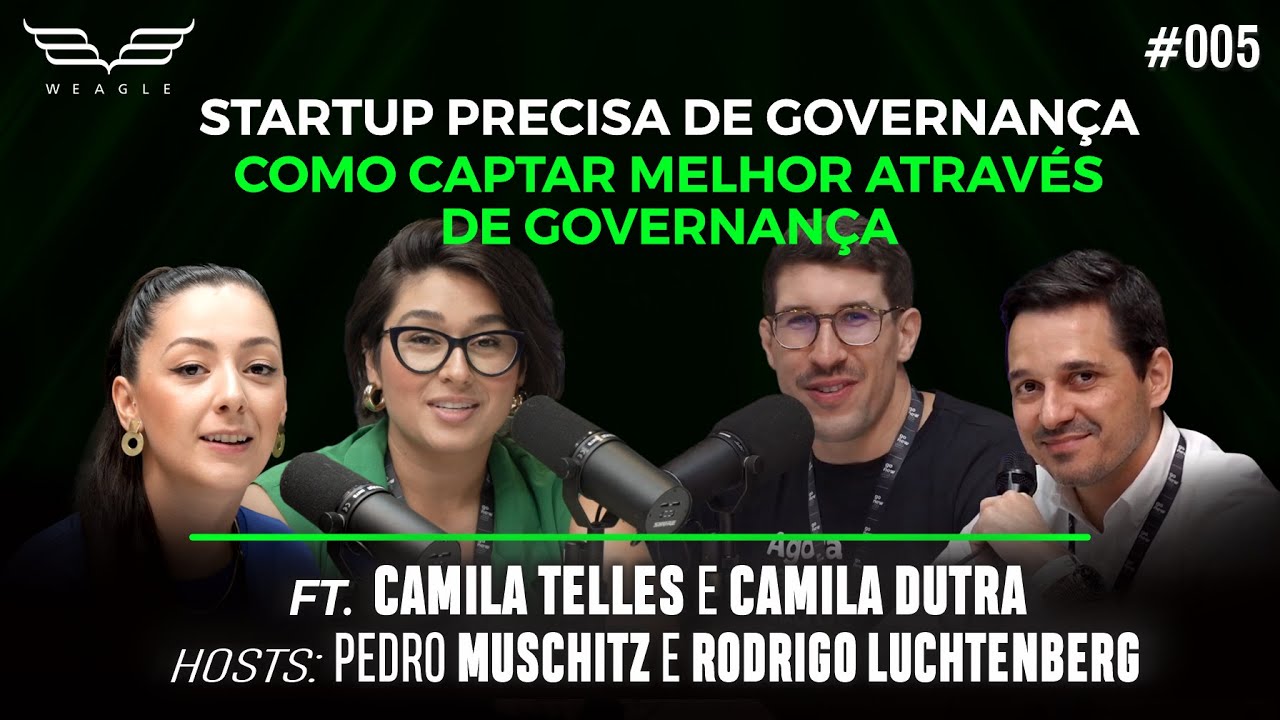 WEAGLE
#005
STARTUP PRECISA DE GOVERNANÇA
COMO CAPTAR MELHOR ATRAVÉS
DE GOVERNANÇA
Agora
FT. CAMILA TELLES E CAMILA DUTRA
HOSTS: PEDRO MUSCHITZ E RODRIGO LUCHTENBERG